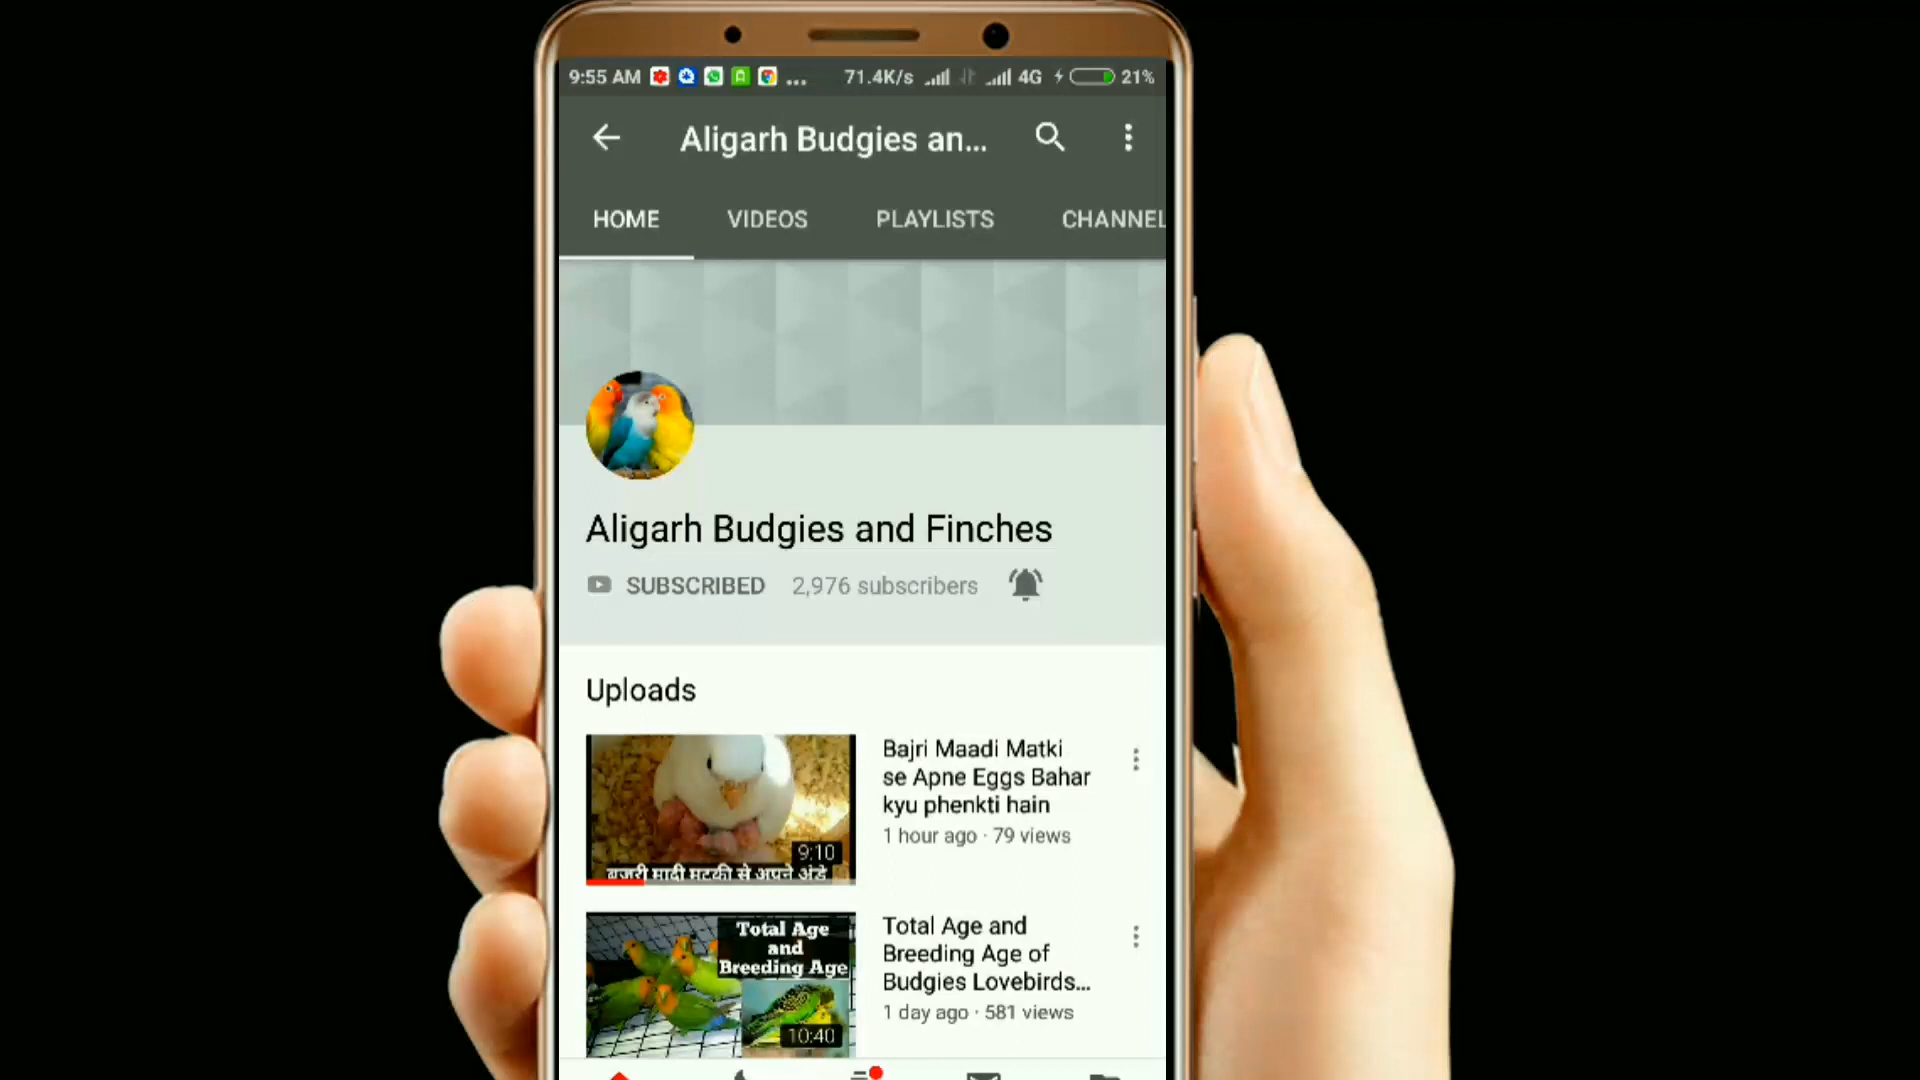 9:55 AM ... 71.4K/s 4G 21%
Aligarh Budgies an...
HOME VIDEOS PLAYLISTS CHANNEL
Aligarh Budgies and Finches
SUBSCRIBED 2,976 subscribers
Uploads
Bajri Maadi Matki
se Apne Eggs Bahar
kyu phenkti hain
1 hour ago · 79 views
9:10
बजरी मादी मटकी से अपने अंडे
Total Age
and
Breeding Age
10:40
Total Age and
Breeding Age of
Budgies Lovebirds...
1 day ago · 581 views